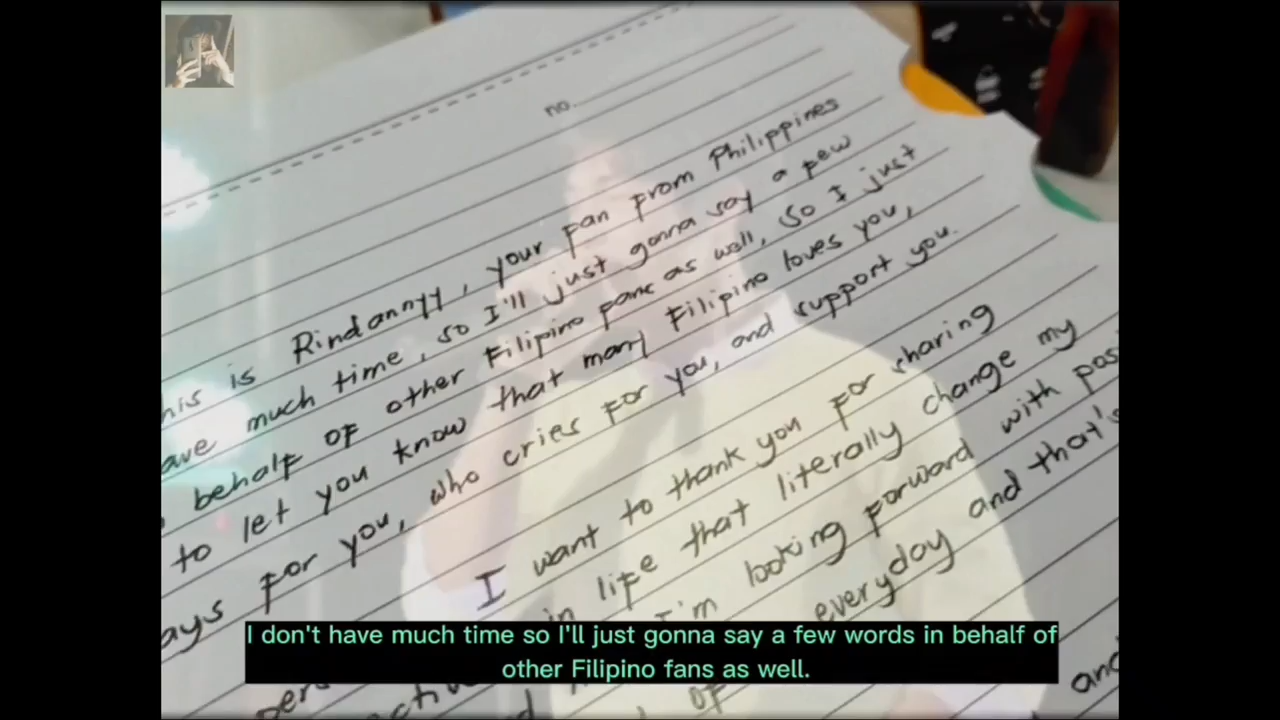 no.
his is Rindannyy, your fan from Philippines
ave much time, so I'll just gonna say a few
behalf of other Filipino fans as well, so I just
to let you know that many Filipino loves you,
ays for you, who cries for you, and support you.
I want to thank you for sharing
in life that literally change my
I'm looking forward with pos
everyday and that's
of
and
I don't have much time so I'll just gonna say a few words in behalf of
other Filipino fans as well.